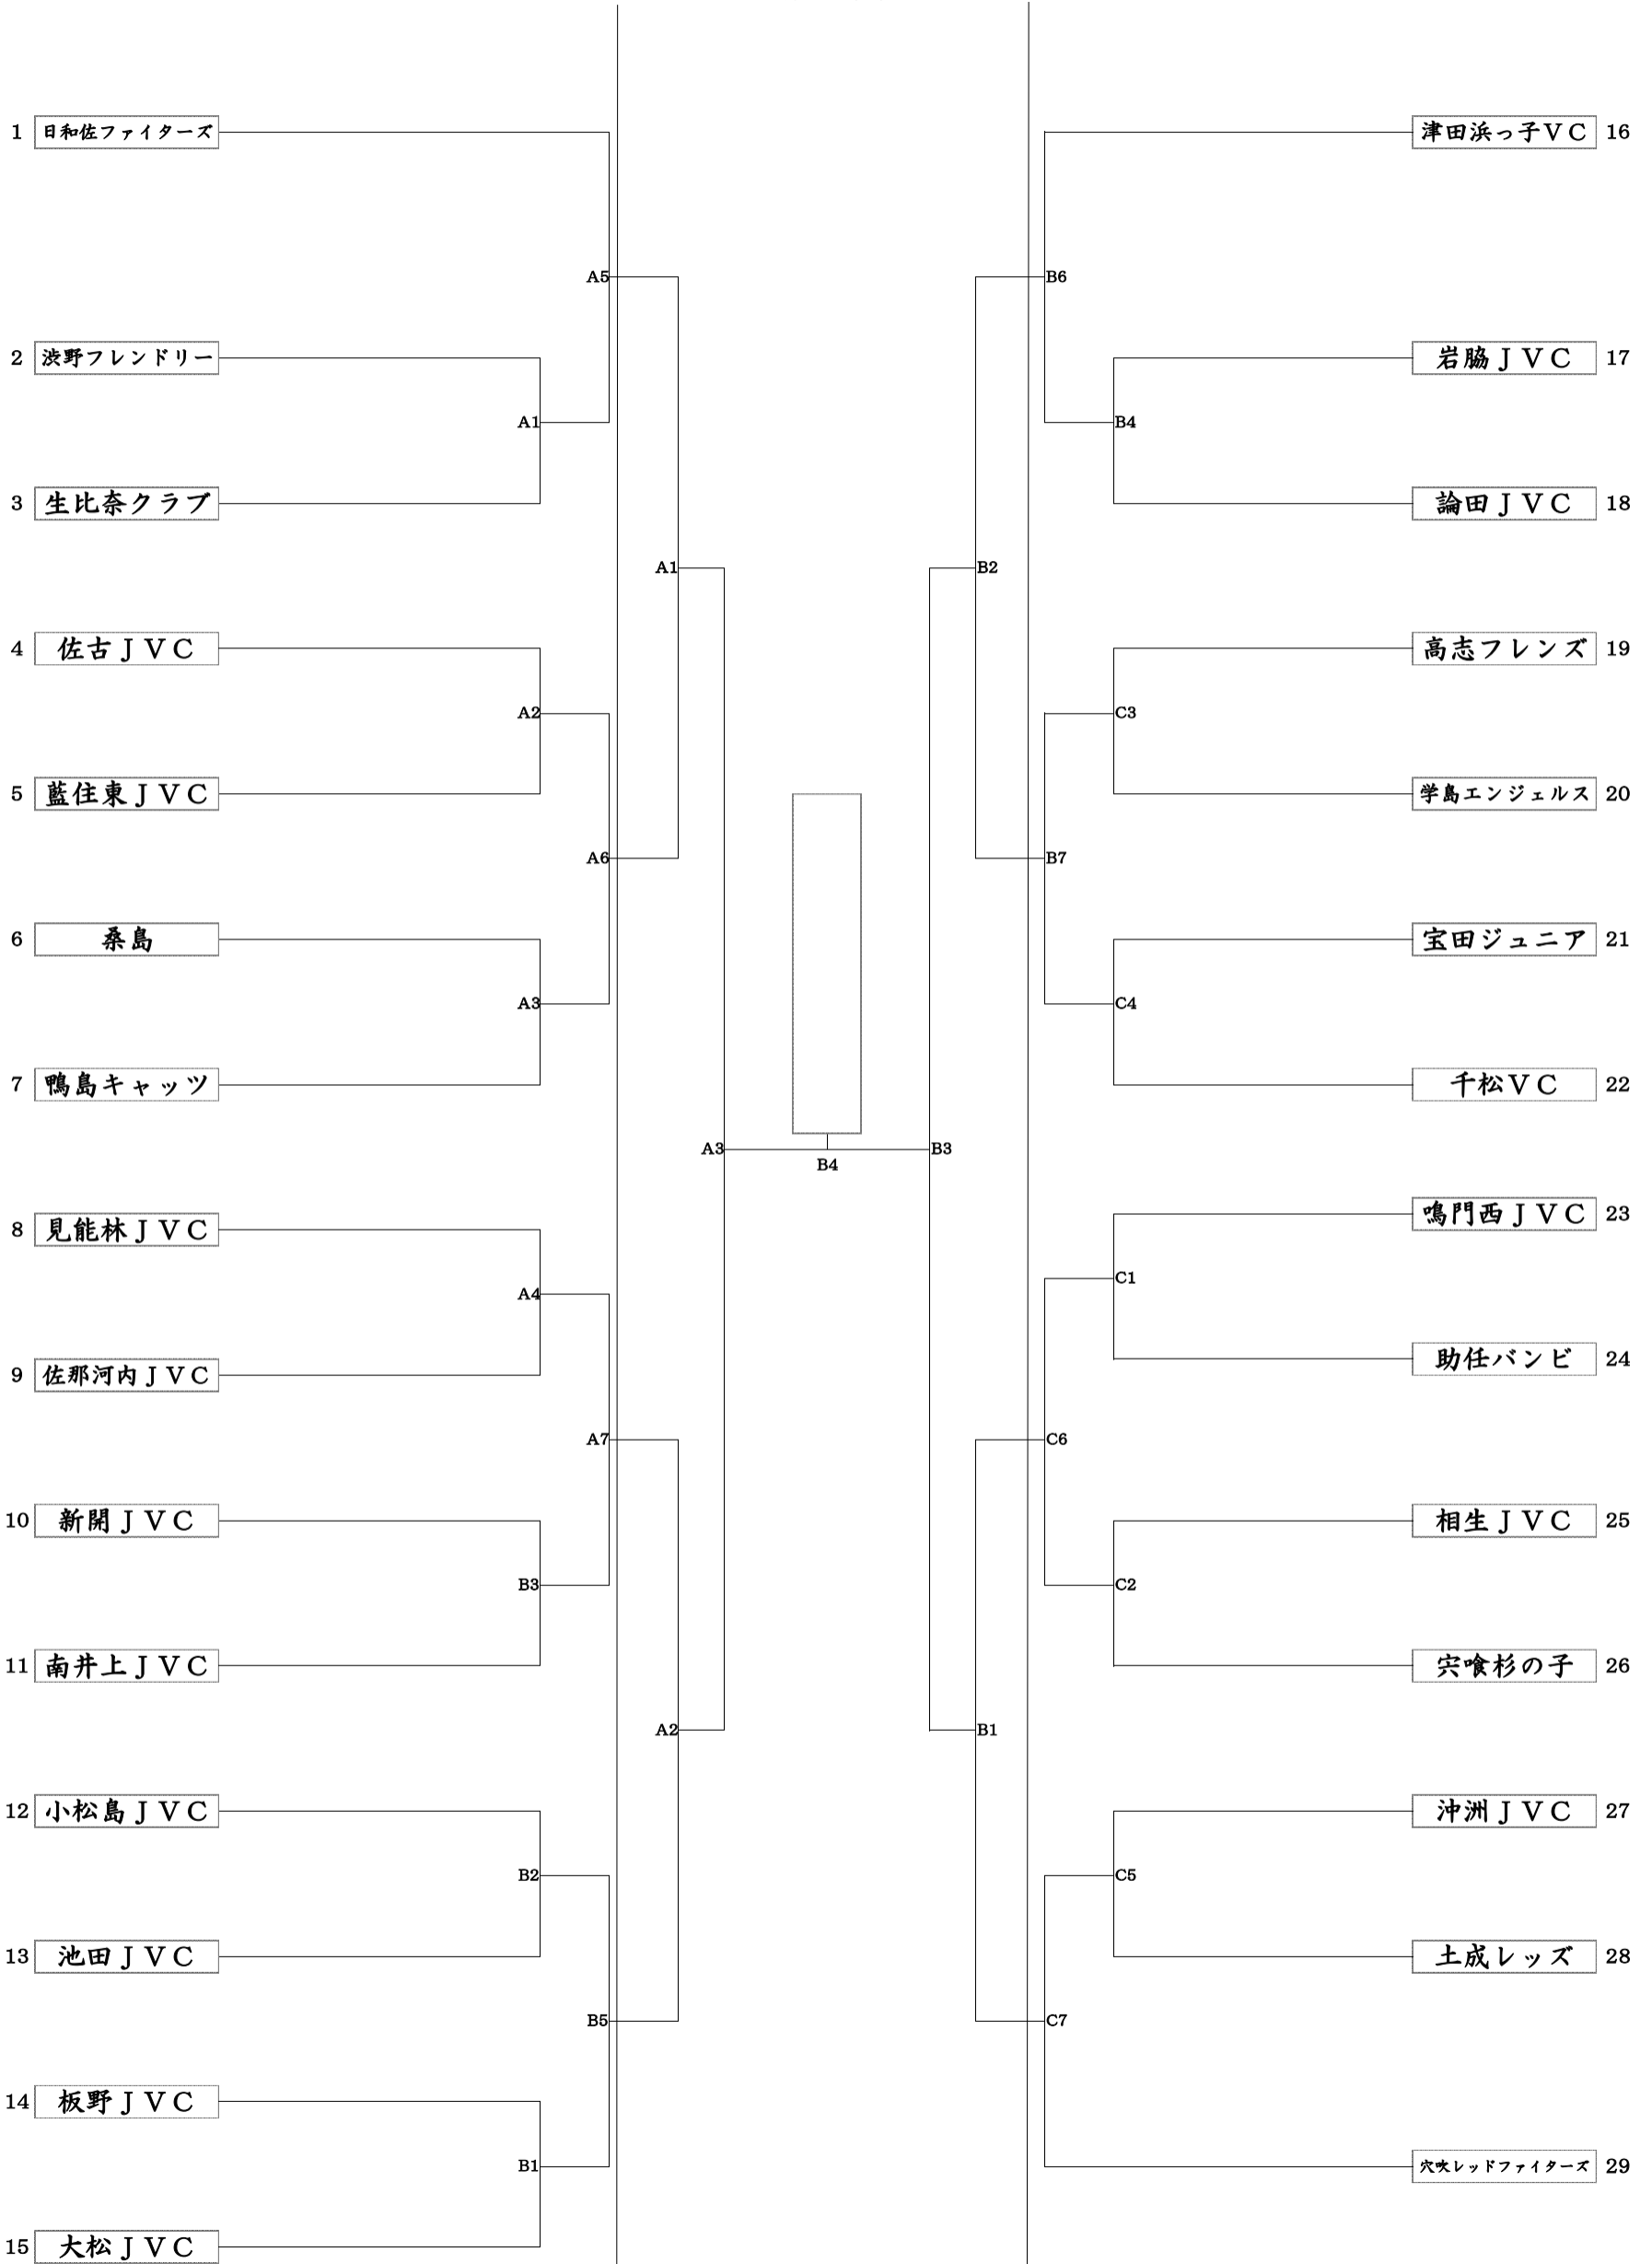 1 日和佐ファイターズ
2 渋野フレンドリー
3 生比奈クラブ
4 佐古ＪＶＣ
5 藍住東ＪＶＣ
6 桑島
7 鴨島キャッツ
8 見能林ＪＶＣ
9 佐那河内ＪＶＣ
10 新開ＪＶＣ
11 南井上ＪＶＣ
12 小松島ＪＶＣ
13 池田ＪＶＣ
14 板野ＪＶＣ
15 大松ＪＶＣ
A1
A2
A3
A4
B3
B2
B1
A5
A6
A7
B5
A1
A2
A3
B4
B3
B2
B1
B6
B7
C6
C7
B4
C3
C4
C1
C2
C5
津田浜っ子ＶＣ 16
岩脇ＪＶＣ 17
論田ＪＶＣ 18
高志フレンズ 19
学島エンジェルス 20
宝田ジュニア 21
千松ＶＣ 22
鳴門西ＪＶＣ 23
助任バンビ 24
相生ＪＶＣ 25
宍喰杉の子 26
沖洲ＪＶＣ 27
土成レッズ 28
穴吹レッドファイターズ 29